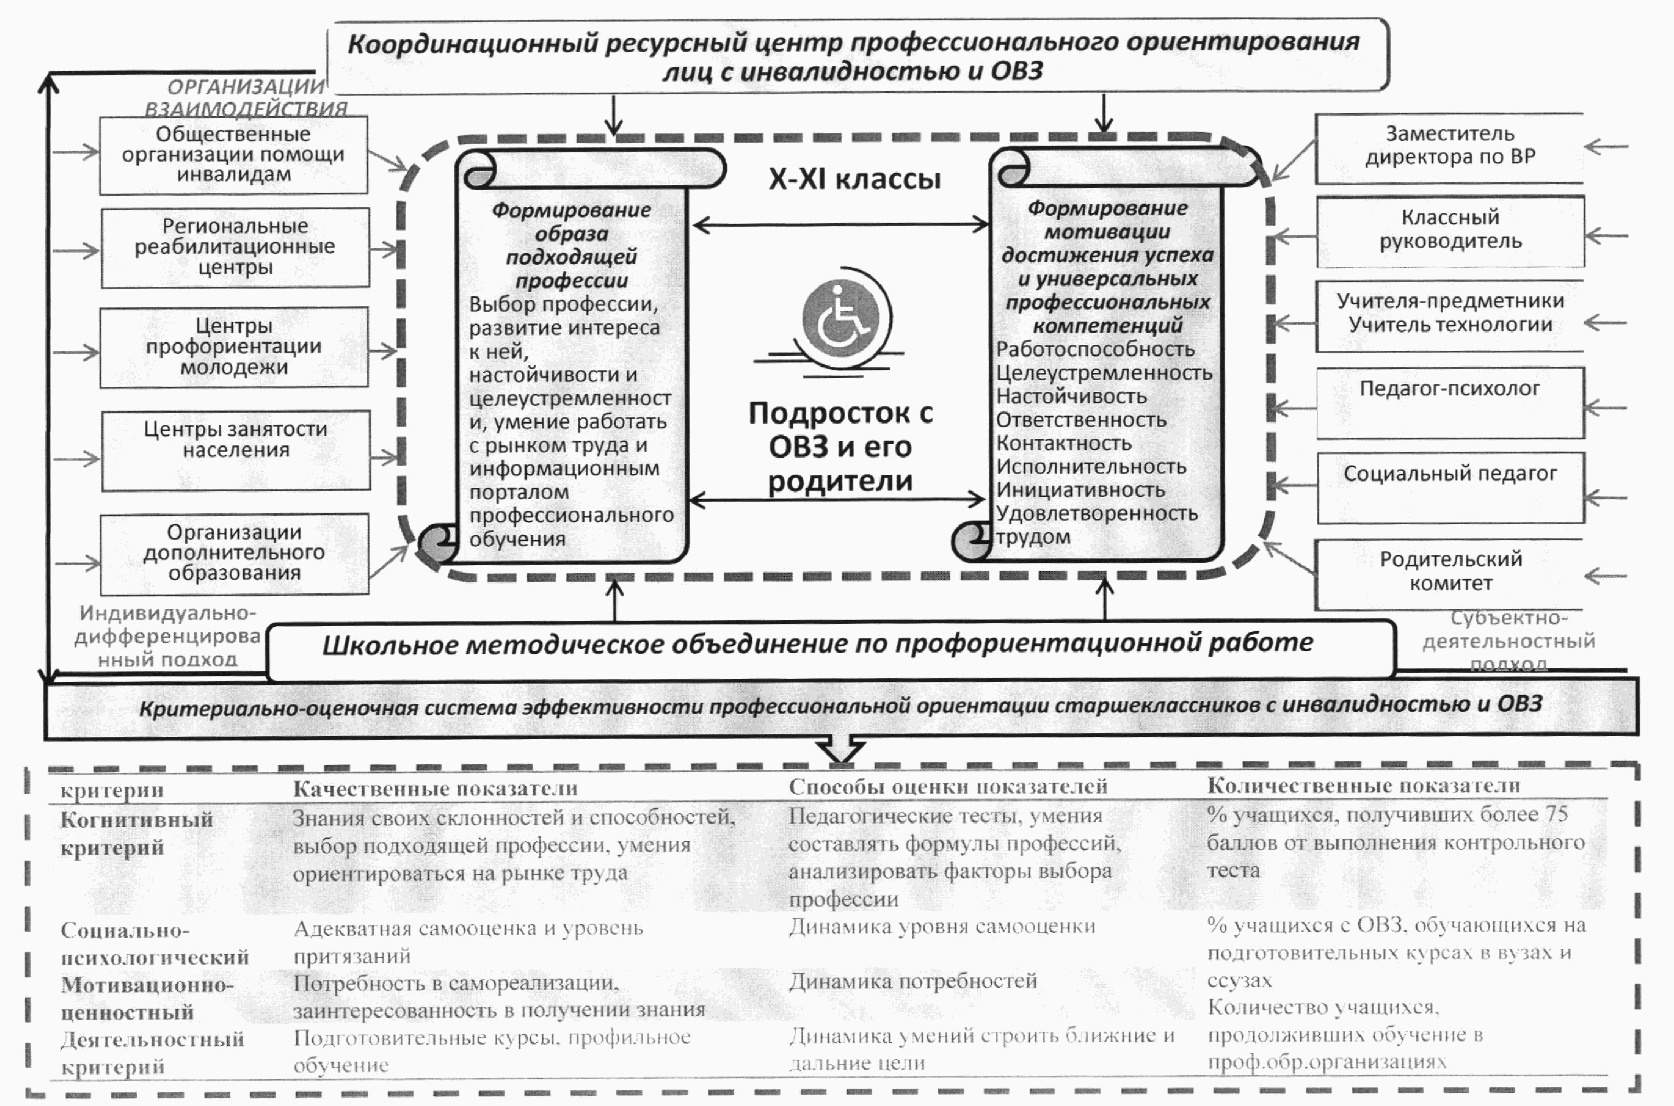 Координационный ресурсный центр профессионального ориентирования
лиц с инвалидностью и ОВЗ
ОРГАНИЗАЦИИ
ВЗАИМОДЕЙСТВИЯ
Общественные
организации помощи
инвалидам
Региональные
реабилитационные
центры
Центры
профориентации
молодежи
Центры занятости
населения
Организации
дополнительного
образования
Индивидуально-
дифференцирова
нный подход
Формирование
образа
подходящей
профессии
Выбор профессии,
развитие интереса
к ней,
настойчивости и
целеустремленност
и, умение работать
с рынком труда и
информационным
порталом
профессионального
обучения
X-XI классы
Подросток с
ОВЗ и его
родители
Формирование
мотивации
достижения успеха
и универсальных
профессиональных
компетенций
Работоспособность
Целеустремленность
Настойчивость
Ответственность
Контактность
Исполнительность
Инициативность
Удовлетворенность
трудом
Заместитель
директора по ВР
Классный
руководитель
Учителя-предметники
Учитель технологии
Педагог-психолог
Социальный педагог
Родительский
комитет
Субъектно-
деятельностный
подход
Школьное методическое объединение по профориентационной работе
Критериально-оценочная система эффективности профессиональной ориентации старшеклассников с инвалидностью и ОВЗ
критерии Качественные показатели Способы оценки показателей Количественные показатели
Когнитивный
критерий
Знания своих склонностей и способностей,
выбор подходящей профессии, умения
ориентироваться на рынке труда
Педагогические тесты, умения
составлять формулы профессий,
анализировать факторы выбора
профессии
% учащихся, получивших более 75
баллов от выполнения контрольного
теста
Социально-
психологический
Адекватная самооценка и уровень
притязаний
Динамика уровня самооценки
% учащихся с ОВЗ, обучающихся на
подготовительных курсах в вузах и
ссузах
Мотивационно-
ценностный
Потребность в самореализации,
заинтересованность в получении знания
Динамика потребностей
Количество учащихся,
продолживших обучение в
проф.обр.организациях
Деятельностный
критерий
Подготовительные курсы, профильное
обучение
Динамика умений строить ближние и
дальние цели